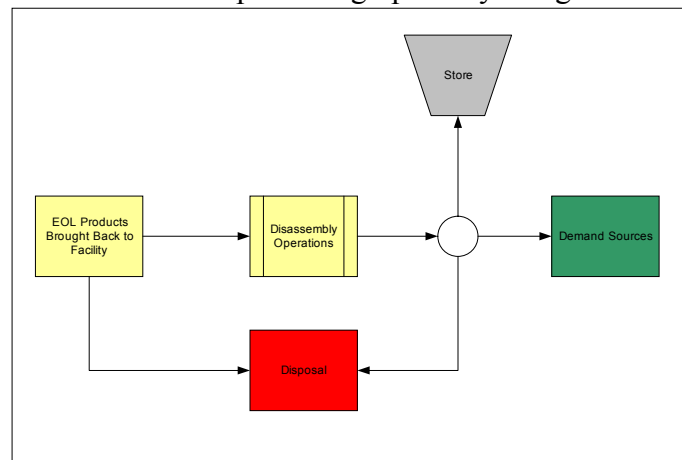 Store
EOL Products
Brought Back to
Facility
Disassembly
Operations
Demand Sources
Disposal